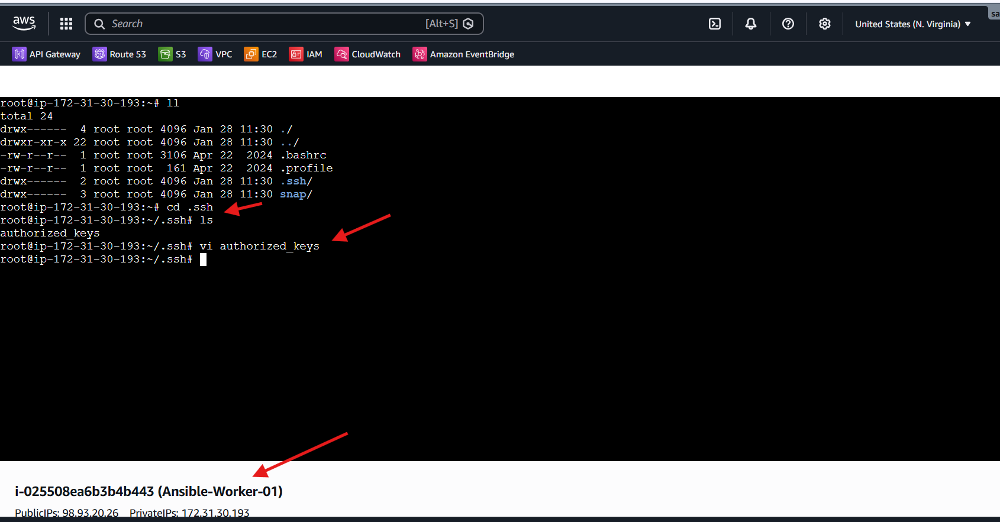 sa
aws
Search [Alt+S]
United States (N. Virginia)
API Gateway Route 53 S3 VPC EC2 IAM CloudWatch Amazon EventBridge
root@ip-172-31-30-193:~# ll
total 24
drwx------  4 root root 4096 Jan 28 11:30 ./
drwxr-xr-x 22 root root 4096 Jan 28 11:30 ../
-rw-r--r--  1 root root 3106 Apr 22  2024 .bashrc
-rw-r--r--  1 root root  161 Apr 22  2024 .profile
drwx------  2 root root 4096 Jan 28 11:30 .ssh/
drwx------  3 root root 4096 Jan 28 11:30 snap/
root@ip-172-31-30-193:~# cd .ssh
root@ip-172-31-30-193:~/.ssh# ls
authorized_keys
root@ip-172-31-30-193:~/.ssh# vi authorized_keys
root@ip-172-31-30-193:~/.ssh#
i-025508ea6b3b4b443 (Ansible-Worker-01)
PublicIPs: 98.93.20.26 PrivateIPs: 172.31.30.193